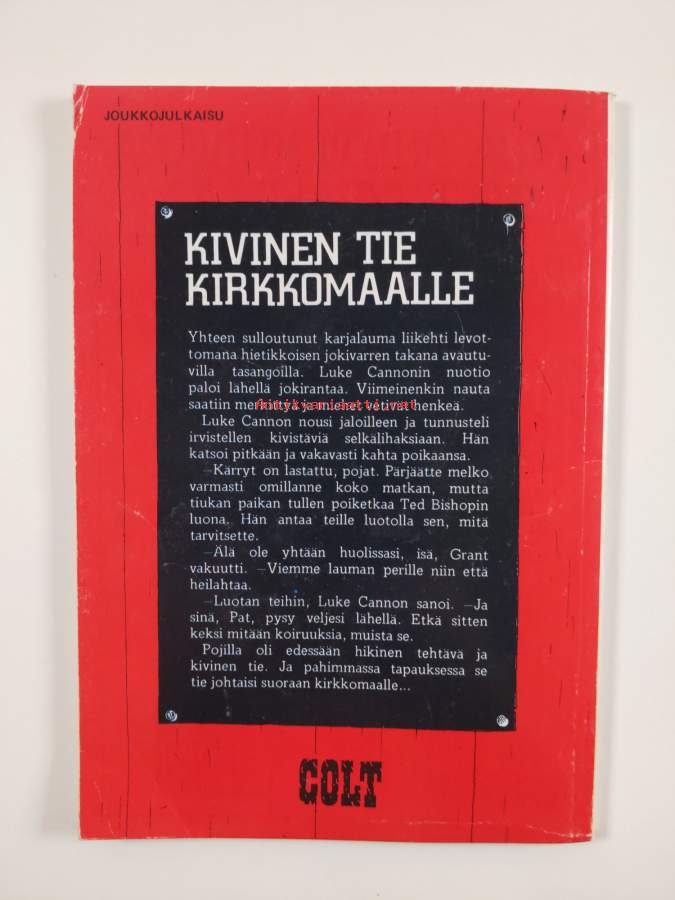 JOUKKOJULKAISU
KIVINEN TIE
KIRKKOMAALLE
Yhteen sulloutunut karjalauma liikehti levot-
tomana hietikkoisen jokivarren takana avautu-
villa tasangoilla. Luke Cannonin nuotio
paloi lähellä jokirantaa. Viimeinenkin nauta
saatiin merkittyä ja miehet vetivät henkeä.
Luke Cannon nousi jaloilleen ja tunnusteli
irvistellen kivistäviä selkälihaksiaan. Hän
katsoi pitkään ja vakavasti kahta poikaansa.
—Kärryt on lastattu, pojat. Pärjäätte melko
varmasti omillanne koko matkan, mutta
tiukan paikan tullen poiketkaa Ted Bishopin
luona. Hän antaa teille luotolla sen, mitä
tarvitsette.
—Älä ole yhtään huolissasi, isä, Grant
vakuutti. —Viemme lauman perille niin että
heilahtaa.
—Luotan teihin, Luke Cannon sanoi. —Ja
sinä, Pat, pysy veljesi lähellä. Etkä sitten
keksi mitään koiruuksia, muista se.
Pojilla oli edessään hikinen tehtävä ja
kivinen tie. Ja pahimmassa tapauksessa se
tie johtaisi suoraan kirkkomaalle...
COLT